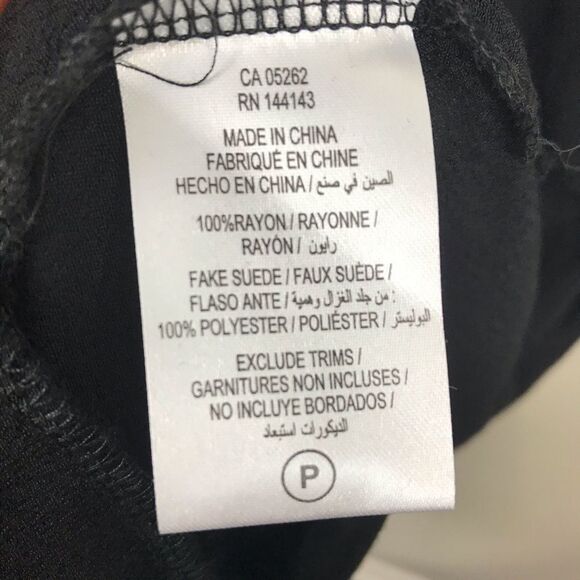 CA 05262
RN 144143
MADE IN CHINA
FABRIQUÉ EN CHINE
HECHO EN CHINA / الصين في صنع
100%RAYON / RAYONNE /
RAYÓN / رايون
FAKE SUEDE / FAUX SUÈDE /
FLASO ANTE / من جلد الغزال وهمية :
100% POLYESTER / POLIÉSTER / البوليستر
EXCLUDE TRIMS /
GARNITURES NON INCLUSES /
NO INCLUYE BORDADOS /
الديكورات استبعاد
P